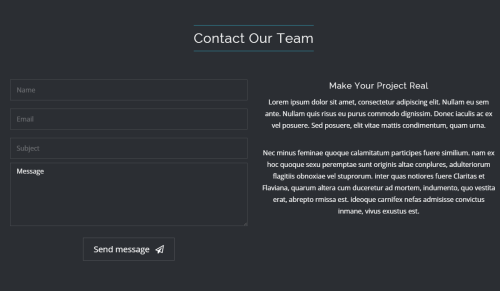 Contact Our Team
Name
Email
Subject
Message
Send message
Make Your Project Real
Lorem ipsum dolor sit amet, consectetur adipiscing elit. Nullam eu sem
ante. Nullam quis risus eu purus commodo dignissim. Donec iaculis ac ex
vel posuere. Sed posuere, elit vitae mattis condimentum, quam urna.
Nec minus feminae quoque calamitatum participes fuere similium. nam ex
hoc quoque sexu peremptae sunt originis altae conplures, adulteriorum
flagitiis obnoxiae vel stuprorum. inter quas notiores fuere Claritas et
Flaviana, quarum altera cum duceretur ad mortem, indumento, quo vestita
erat, abrepto rmissa est. ideoque carnifex nefas admisisse convictus
inmane, vivus exustus est.